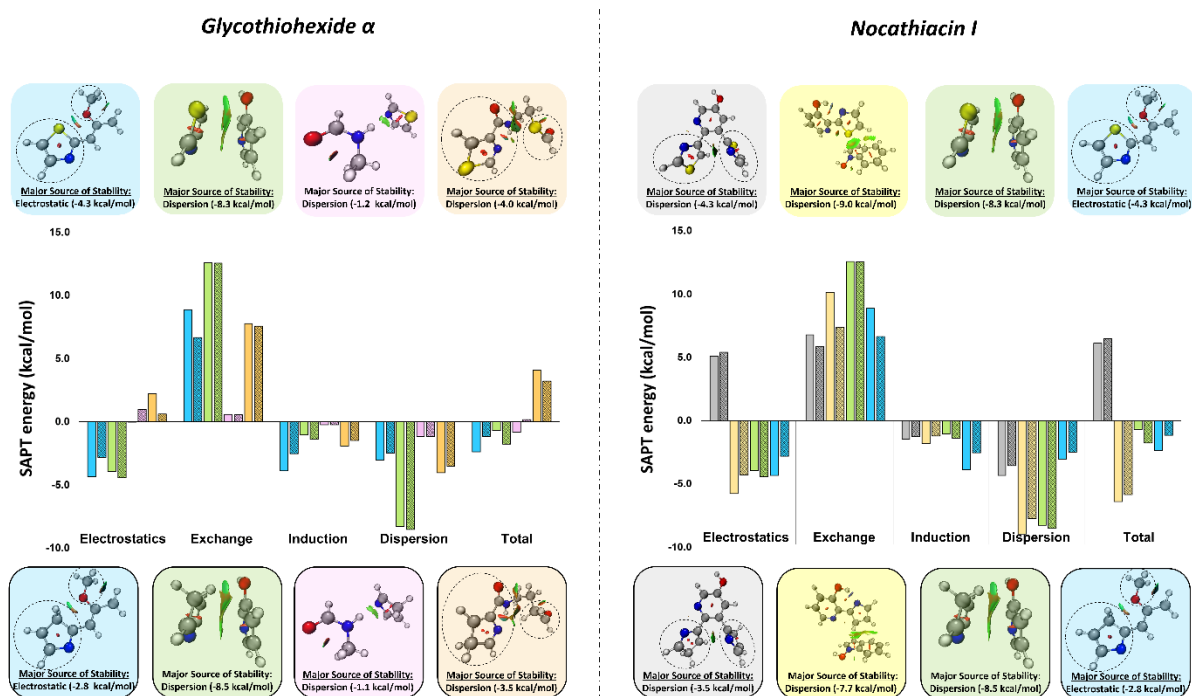 Glycothiohexide α
Nocathiacin I
Major Source of Stability:
Electrostatic (-4.3 kcal/mol)
Major Source of Stability:
Dispersion (-8.3 kcal/mol)
Major Source of Stability:
Dispersion (-1.2 kcal/mol)
Major Source of Stability:
Dispersion (-4.0 kcal/mol)
Major Source of Stability:
Dispersion (-4.3 kcal/mol)
Major Source of Stability:
Dispersion (-9.0 kcal/mol)
Major Source of Stability:
Dispersion (-8.3 kcal/mol)
Major Source of Stability:
Electrostatic (-4.3 kcal/mol)
SAPT energy (kcal/mol)
15.0
10.0
5.0
0.0
-5.0
-10.0
Electrostatics Exchange Induction Dispersion Total
SAPT energy (kcal/mol)
15.0
10.0
5.0
0.0
-5.0
-10.0
Electrostatics Exchange Induction Dispersion Total
Major Source of Stability:
Electrostatic (-2.8 kcal/mol)
Major Source of Stability:
Dispersion (-8.5 kcal/mol)
Major Source of Stability:
Dispersion (-1.1 kcal/mol)
Major Source of Stability:
Dispersion (-3.5 kcal/mol)
Major Source of Stability:
Dispersion (-3.5 kcal/mol)
Major Source of Stability:
Dispersion (-7.7 kcal/mol)
Major Source of Stability:
Dispersion (-8.5 kcal/mol)
Major Source of Stability:
Electrostatic (-2.8 kcal/mol)